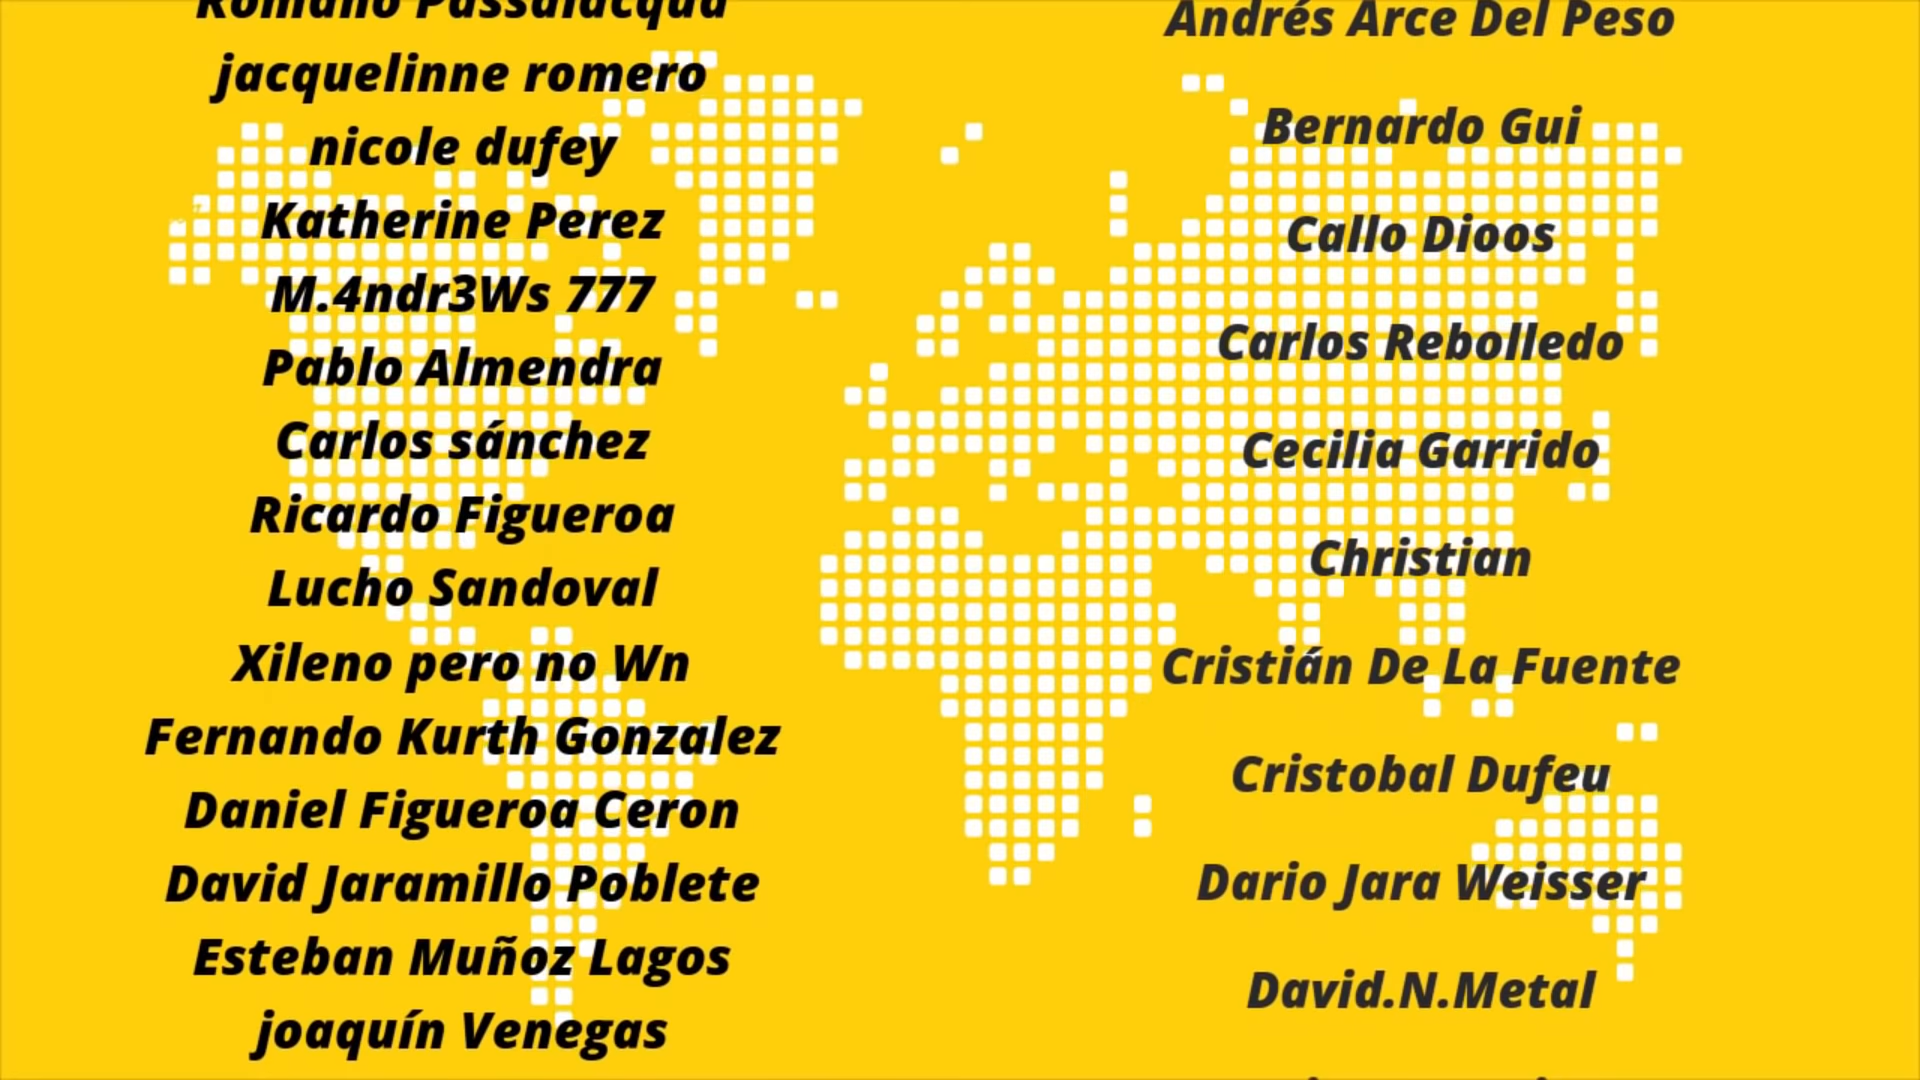 Romano Passalacqua
jacquelinne romero
nicole dufey
Katherine Perez
M.4ndr3Ws 777
Pablo Almendra
Carlos sánchez
Ricardo Figueroa
Lucho Sandoval
Xileno pero no Wn
Fernando Kurth Gonzalez
Daniel Figueroa Ceron
David Jaramillo Poblete
Esteban Muñoz Lagos
joaquín Venegas
Andrés Arce Del Peso
Bernardo Gui
Callo Dioos
Carlos Rebolledo
Cecilia Garrido
Christian
Cristián De La Fuente
Cristobal Dufeu
Dario Jara Weisser
David.N.Metal